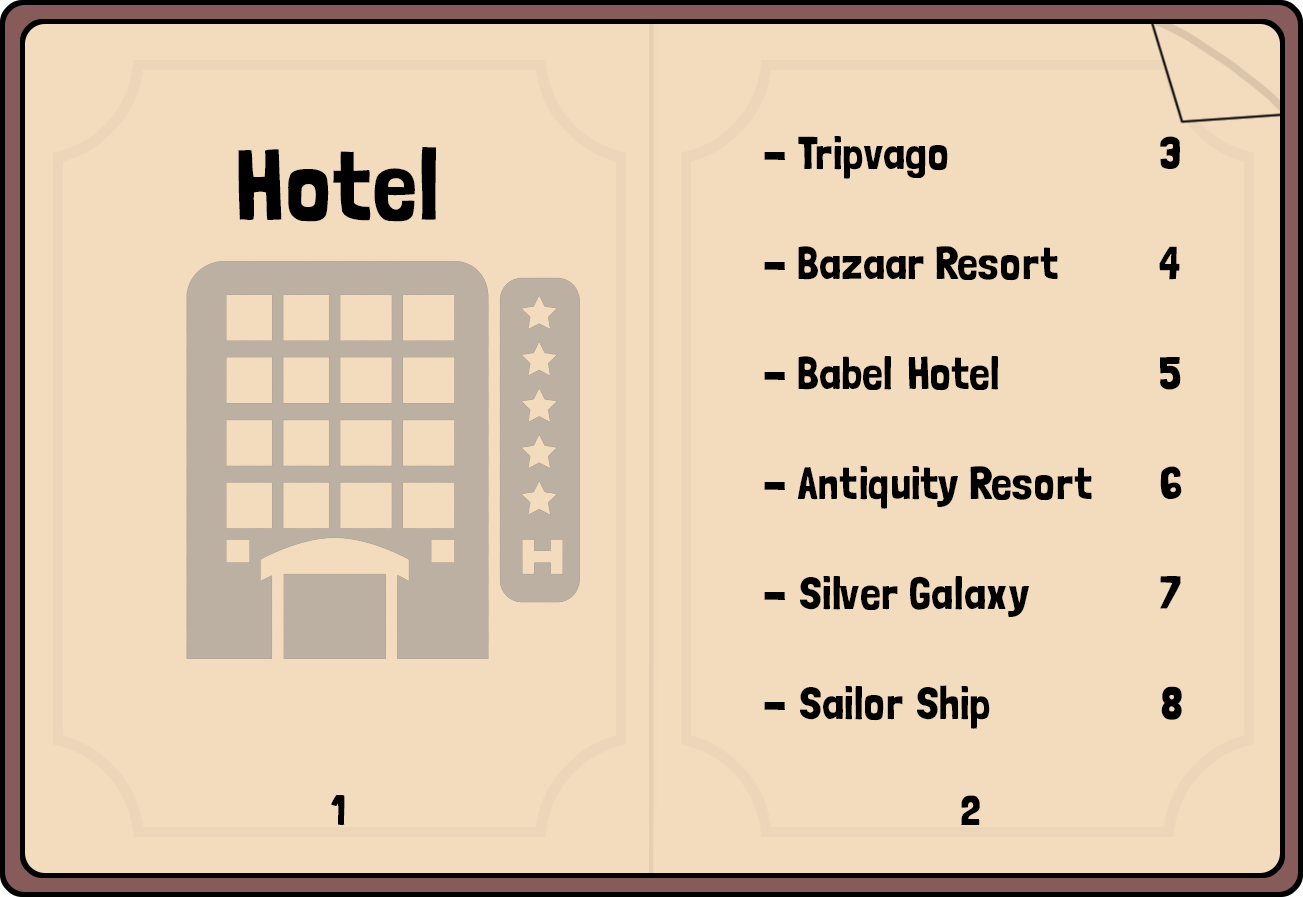 Hotel
H
1
- Tripvago 3
- Bazaar Resort 4
- Babel Hotel 5
- Antiquity Resort 6
- Silver Galaxy 7
- Sailor Ship 8
2